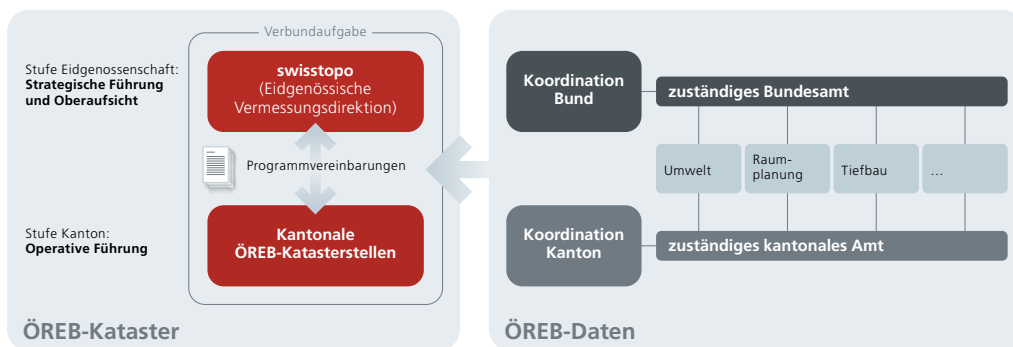 Verbundaufgabe
Stufe Eidgenossenschaft:
Strategische Führung
und Oberaufsicht
swisstopo
(Eidgenössische
Vermessungsdirektion)
Programmvereinbarungen
Stufe Kanton:
Operative Führung
Kantonale
ÖREB-Katasterstellen
ÖREB-Kataster
Koordination
Bund
zuständiges Bundesamt
Umwelt
Raum-
planung
Tiefbau
…
Koordination
Kanton
zuständiges kantonales Amt
ÖREB-Daten